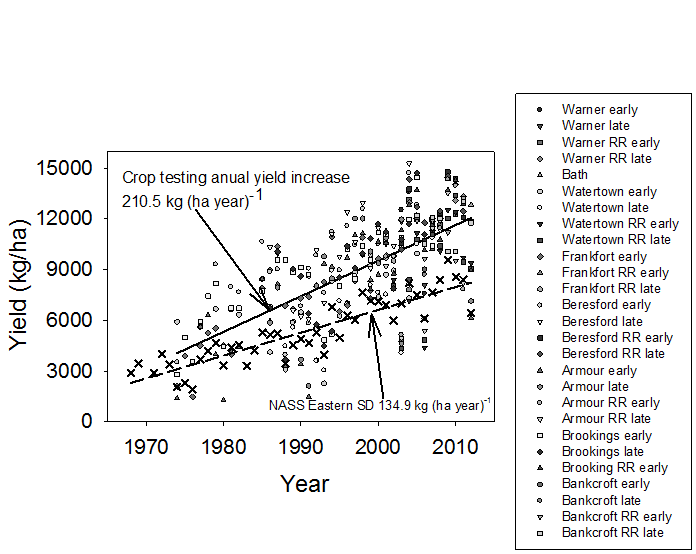 15000
12000
9000
6000
3000
0
Yield (kg/ha)
Crop testing anual yield increase
210.5 kg (ha year)-1
NASS Eastern SD 134.9 kg (ha year)-1
1970 1980 1990 2000 2010
Year
Warner early
Warner late
Warner RR early
Warner RR late
Bath
Watertown early
Watertown late
Watertown RR early
Watertown RR late
Frankfort early
Frankfort RR early
Frankfort RR late
Beresford early
Beresford late
Beresford RR early
Beresford RR late
Armour early
Armour late
Armour RR early
Armour RR late
Brookings early
Brookings late
Brooking RR early
Bankcroft early
Bankcroft late
Bankcroft RR early
Bankcroft RR late